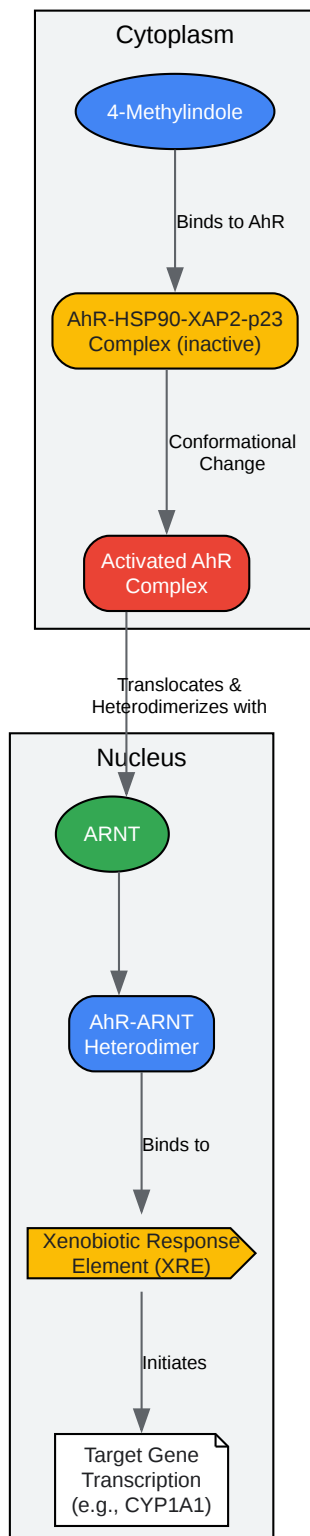 Cytoplasm
4-Methylindole
Binds to AhR
AhR-HSP90-XAP2-p23
Complex (inactive)
Conformational
Change
Activated AhR
Complex
Translocates &
Heterodimerizes with
Nucleus
ARNT
AhR-ARNT
Heterodimer
Binds to
Xenobiotic Response
Element (XRE)
Initiates
Target Gene
Transcription
(e.g., CYP1A1)